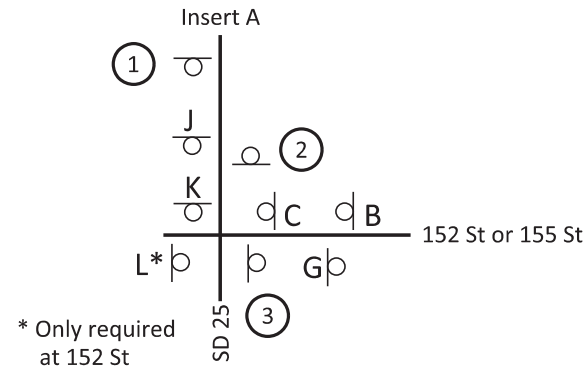 Insert A
1
J
2
K
C
B
152 St or 155 St
L*
G
3
SD 25
* Only required
at 152 St